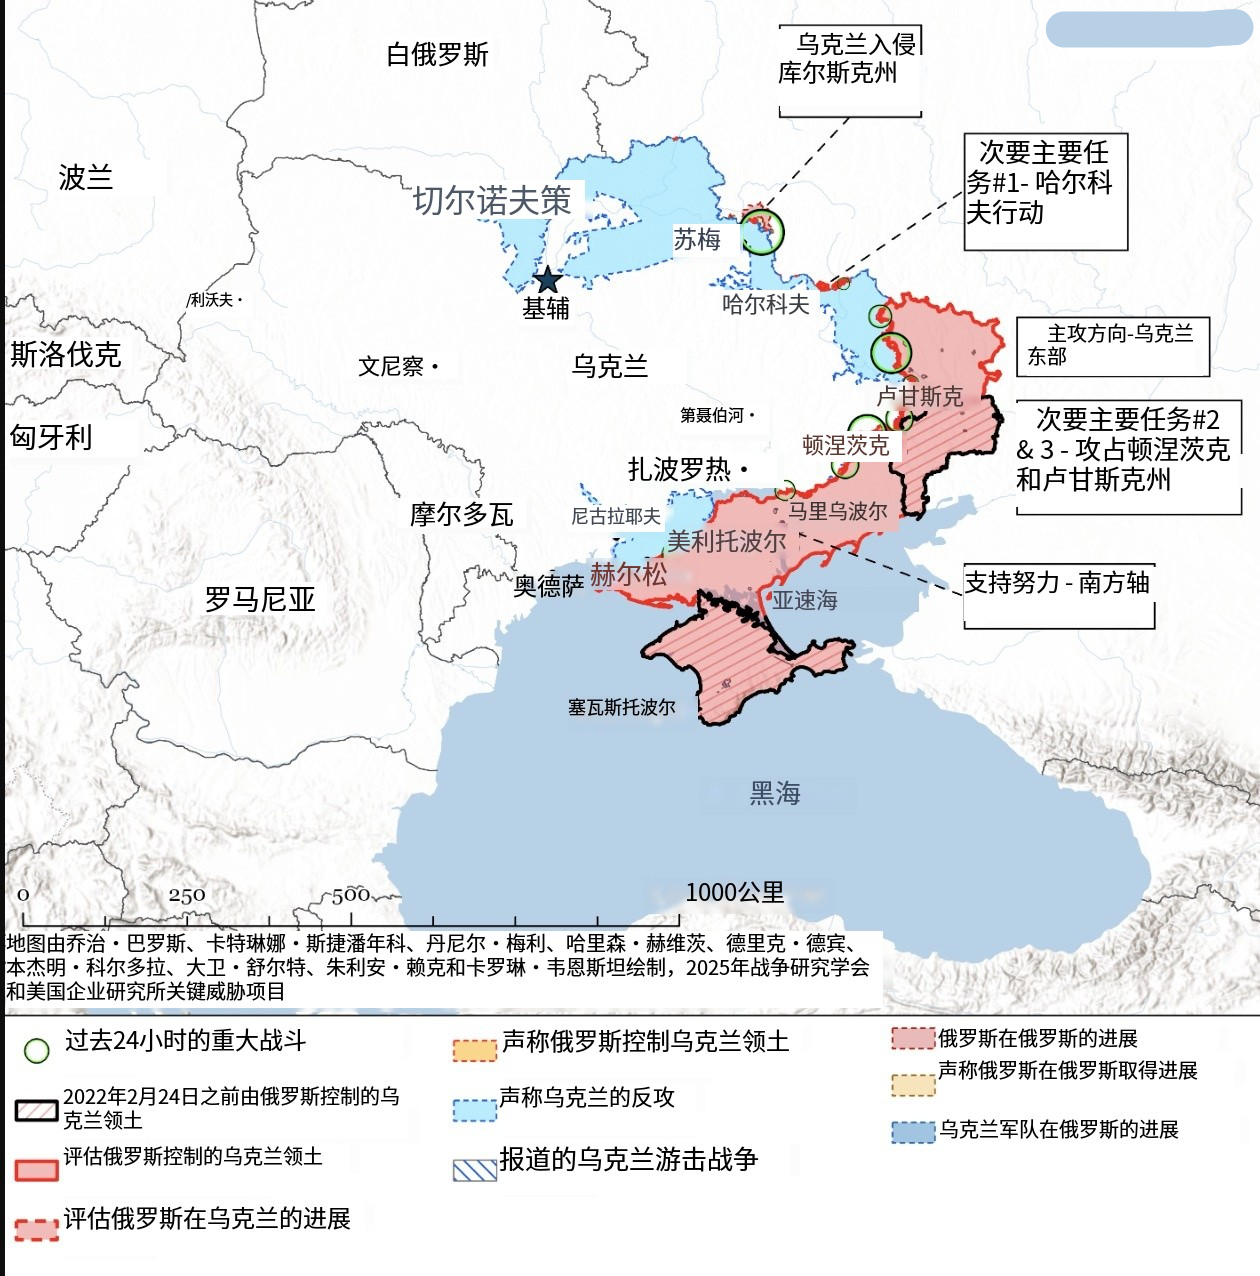 乌克兰入侵
库尔斯克州
白俄罗斯
次要主要任
务#1- 哈尔科
夫行动
波兰
切尔诺夫策
苏梅
/利沃夫·
基辅
哈尔科夫
主攻方向-乌克兰
东部
斯洛伐克
文尼察·
乌克兰
卢甘斯克
第聂伯河·
次要主要任务#2
& 3 - 攻占顿涅茨克
和卢甘斯克州
匈牙利
顿涅茨克
扎波罗热·
摩尔多瓦
尼古拉耶夫
马里乌波尔
美利托波尔
奥德萨
赫尔松
支持努力 - 南方轴
罗马尼亚
亚速海
塞瓦斯托波尔
黑海
0 250 500 1000公里
地图由乔治·巴罗斯、卡特琳娜·斯捷潘年科、丹尼尔·梅利、哈里森·赫维茨、德里克·德宾、
本杰明·科尔多拉、大卫·舒尔特、朱利安·赖克和卡罗琳·韦恩斯坦绘制，2025年战争研究学会
和美国企业研究所关键威胁项目
过去24小时的重大战斗
2022年2月24日之前由俄罗斯控制的乌
克兰领土
评估俄罗斯控制的乌克兰领土
评估俄罗斯在乌克兰的进展
声称俄罗斯控制乌克兰领土
声称乌克兰的反攻
报道的乌克兰游击战争
俄罗斯在俄罗斯的进展
声称俄罗斯在俄罗斯取得进展
乌克兰军队在俄罗斯的进展